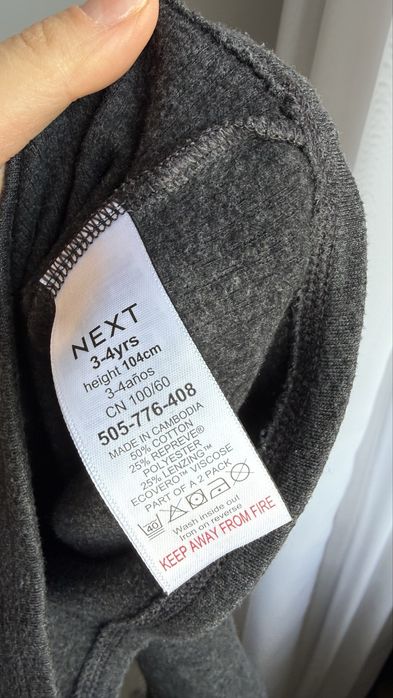 NEXT
3-4yrs
height 104cm
3-4años
CN 100/60
505-776-408
MADE IN CAMBODIA
50% COTTON
25% REPREVE®
POLYESTER
25% LENZING™
ECOVERO™ VISCOSE
PART OF A 2 PACK
40
Wash inside out
Iron on reverse
KEEP AWAY FROM FIRE